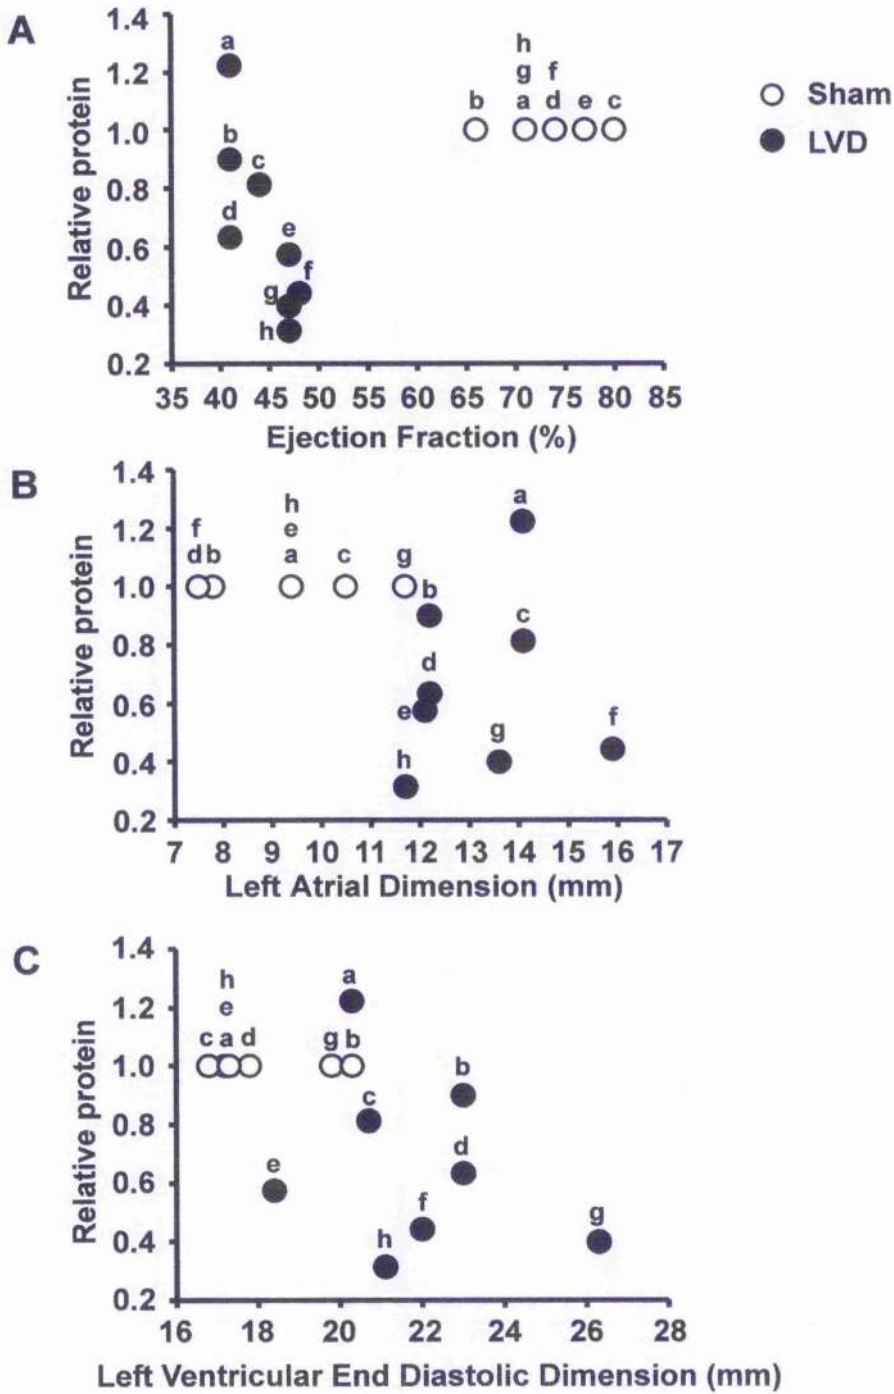 A
1.4
1.2
1.0
0.8
0.6
0.4
0.2
Relative protein
a
b
c
d
e
f
g
h
h
g f
b a d e c
Sham
LVD
35 40 45 50 55 60 65 70 75 80 85
Ejection Fraction (%)
B
1.4
1.2
1.0
0.8
0.6
0.4
0.2
Relative protein
h
f e
d b a c g
a
b
c
d
e
f
g
h
7 8 9 10 11 12 13 14 15 16 17
Left Atrial Dimension (mm)
C
1.4
1.2
1.0
0.8
0.6
0.4
0.2
Relative protein
h
e
c a d g b
a
b
c
d
e
f
g
h
16 18 20 22 24 26 28
Left Ventricular End Diastolic Dimension (mm)